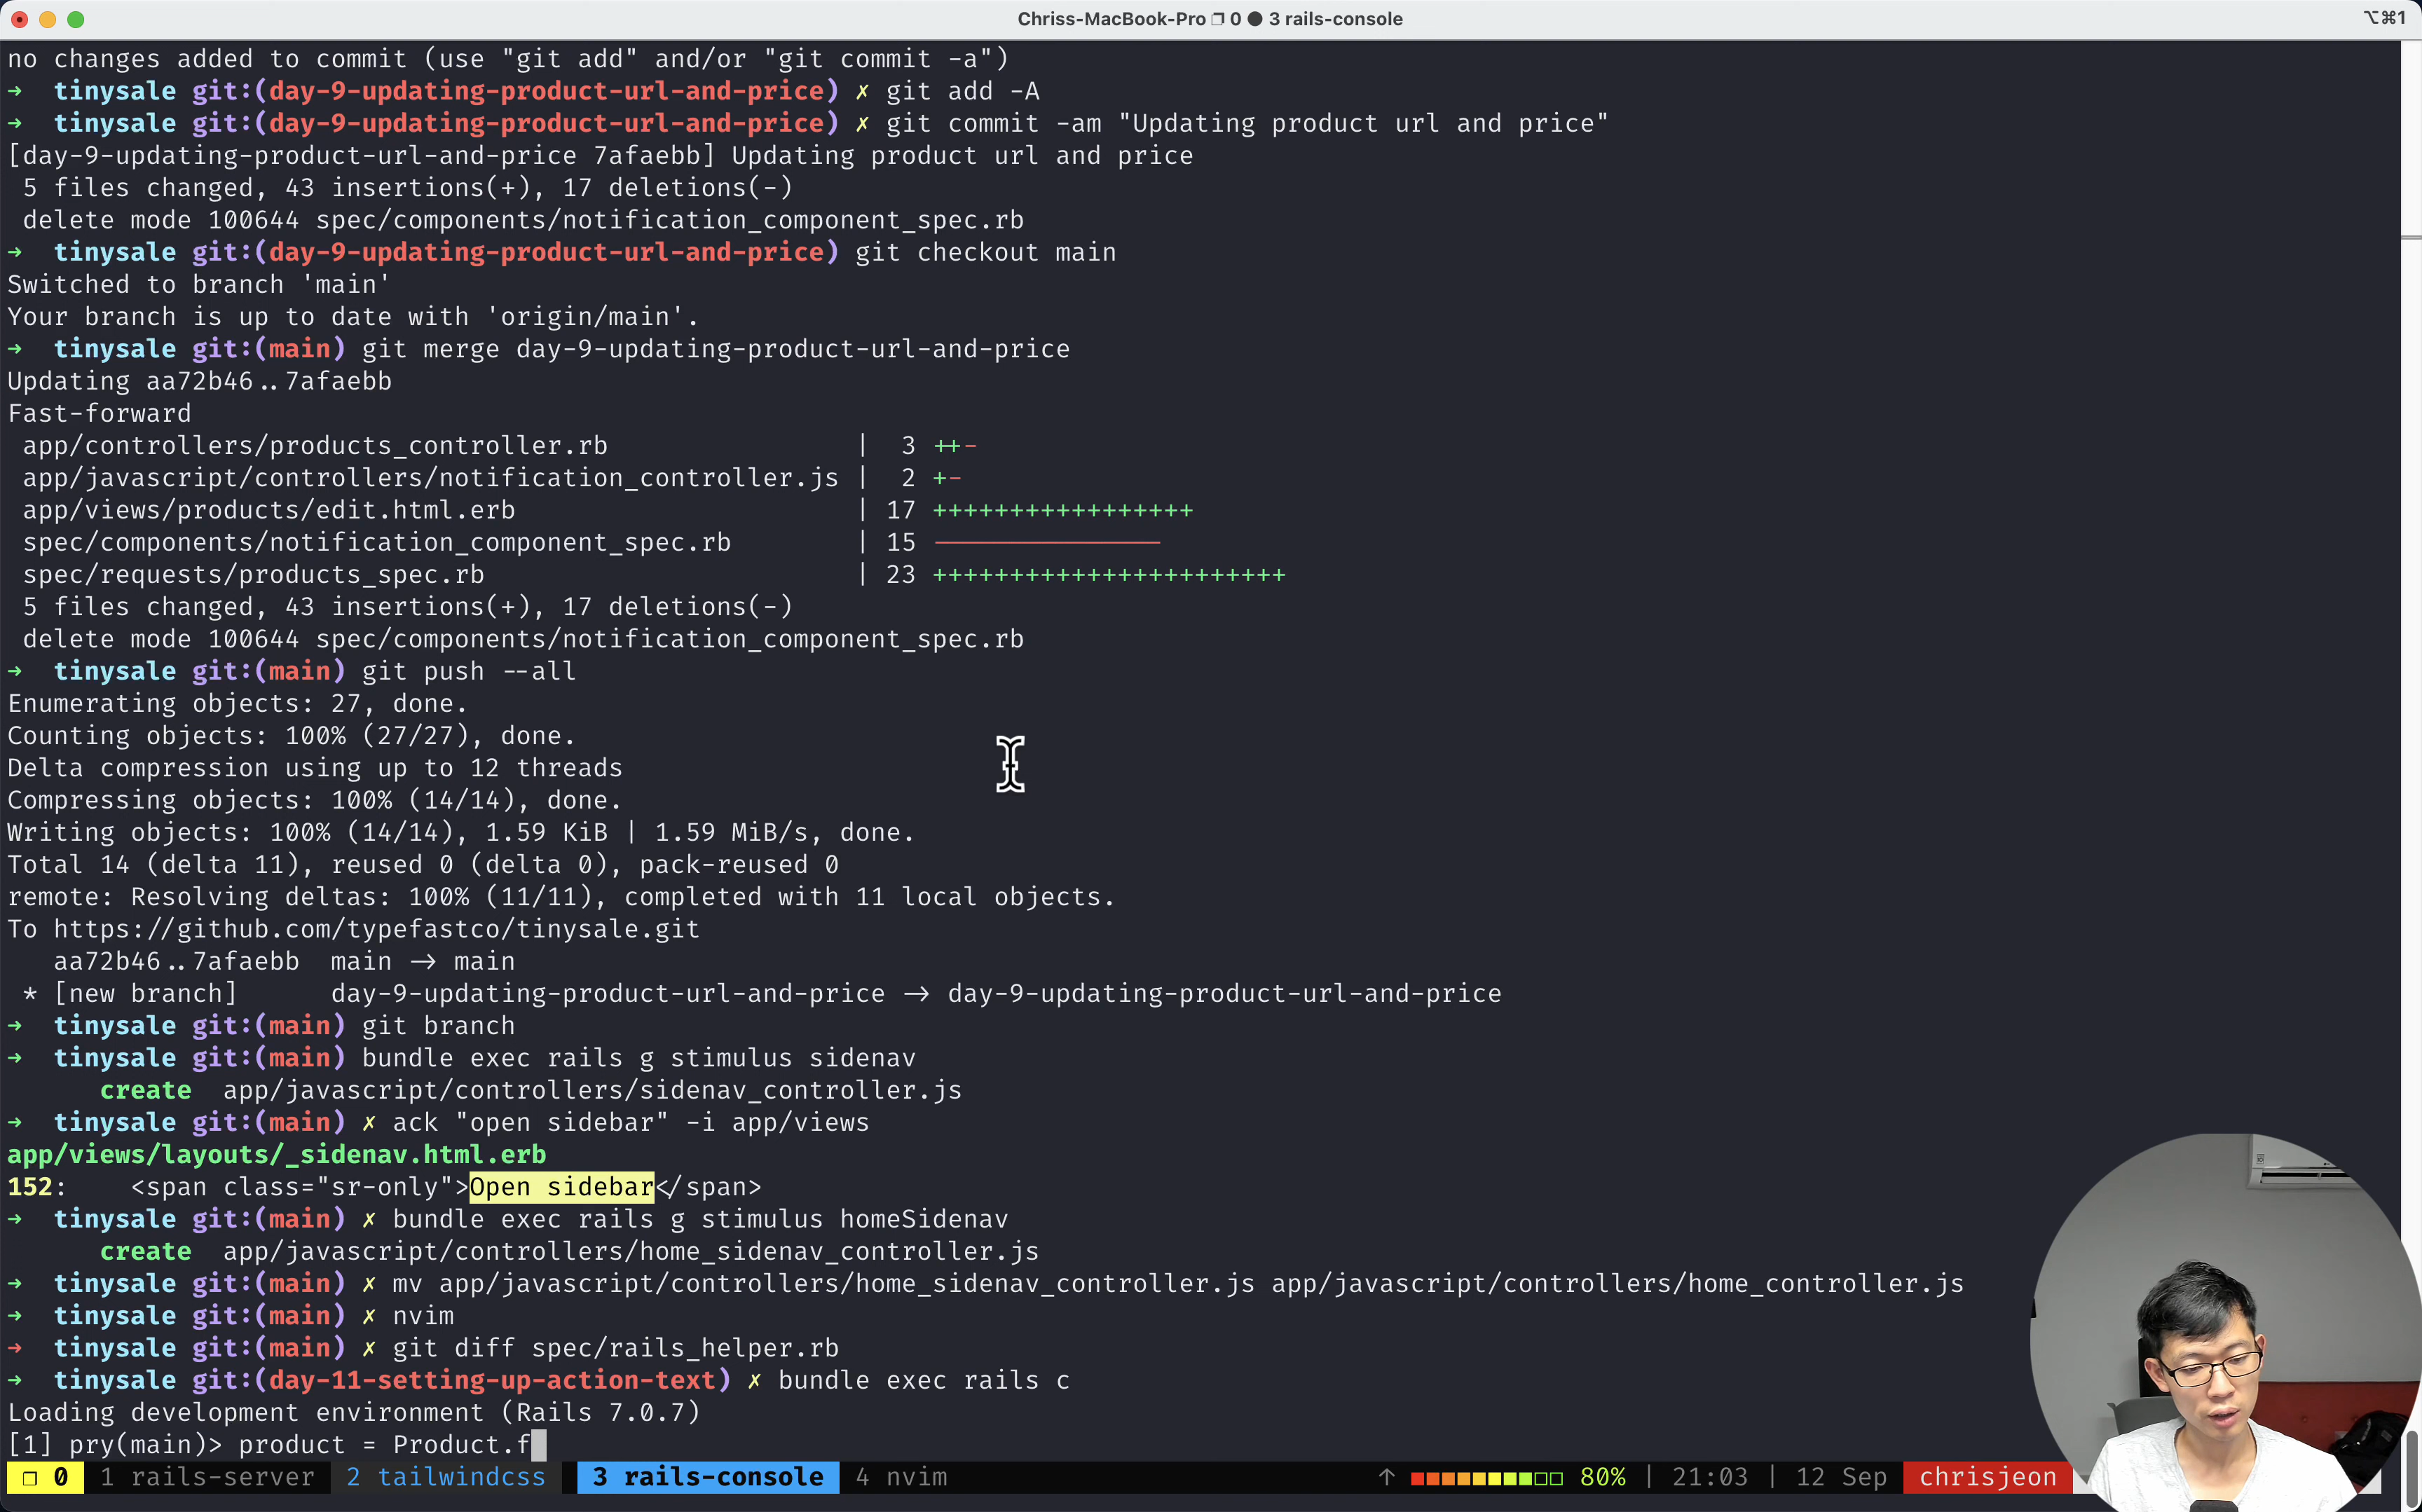 Chriss-MacBook-Pro ❐ 0 ● 3 rails-console
⌥⌘1
no changes added to commit (use "git add" and/or "git commit -a")
→ tinysale git:(day-9-updating-product-url-and-price) ✗ git add -A
→ tinysale git:(day-9-updating-product-url-and-price) ✗ git commit -am "Updating product url and price"
[day-9-updating-product-url-and-price 7afaebb] Updating product url and price
5 files changed, 43 insertions(+), 17 deletions(-)
delete mode 100644 spec/components/notification_component_spec.rb
→ tinysale git:(day-9-updating-product-url-and-price) git checkout main
Switched to branch 'main'
Your branch is up to date with 'origin/main'.
→ tinysale git:(main) git merge day-9-updating-product-url-and-price
Updating aa72b46..7afaebb
Fast-forward
app/controllers/products_controller.rb | 3 ++-
app/javascript/controllers/notification_controller.js | 2 +-
app/views/products/edit.html.erb | 17 +++++++++++++++++
spec/components/notification_component_spec.rb | 15 ---------------
spec/requests/products_spec.rb | 23 +++++++++++++++++++++++
5 files changed, 43 insertions(+), 17 deletions(-)
delete mode 100644 spec/components/notification_component_spec.rb
→ tinysale git:(main) git push --all
Enumerating objects: 27, done.
Counting objects: 100% (27/27), done.
Delta compression using up to 12 threads
Compressing objects: 100% (14/14), done.
Writing objects: 100% (14/14), 1.59 KiB | 1.59 MiB/s, done.
Total 14 (delta 11), reused 0 (delta 0), pack-reused 0
remote: Resolving deltas: 100% (11/11), completed with 11 local objects.
To https://github.com/typefastco/tinysale.git
aa72b46..7afaebb main -> main
* [new branch] day-9-updating-product-url-and-price -> day-9-updating-product-url-and-price
→ tinysale git:(main) git branch
→ tinysale git:(main) bundle exec rails g stimulus sidenav
create app/javascript/controllers/sidenav_controller.js
→ tinysale git:(main) ✗ ack "open sidebar" -i app/views
app/views/layouts/_sidenav.html.erb
152: <span class="sr-only">Open sidebar</span>
→ tinysale git:(main) ✗ bundle exec rails g stimulus homeSidenav
create app/javascript/controllers/home_sidenav_controller.js
→ tinysale git:(main) ✗ mv app/javascript/controllers/home_sidenav_controller.js app/javascript/controllers/home_controller.js
→ tinysale git:(main) ✗ nvim
→ tinysale git:(main) ✗ git diff spec/rails_helper.rb
→ tinysale git:(day-11-setting-up-action-text) ✗ bundle exec rails c
Loading development environment (Rails 7.0.7)
[1] pry(main)> product = Product.f
❐ 0 1 rails-server 2 tailwindcss 3 rails-console 4 nvim ↑ 80% | 21:03 | 12 Sep chrisjeon